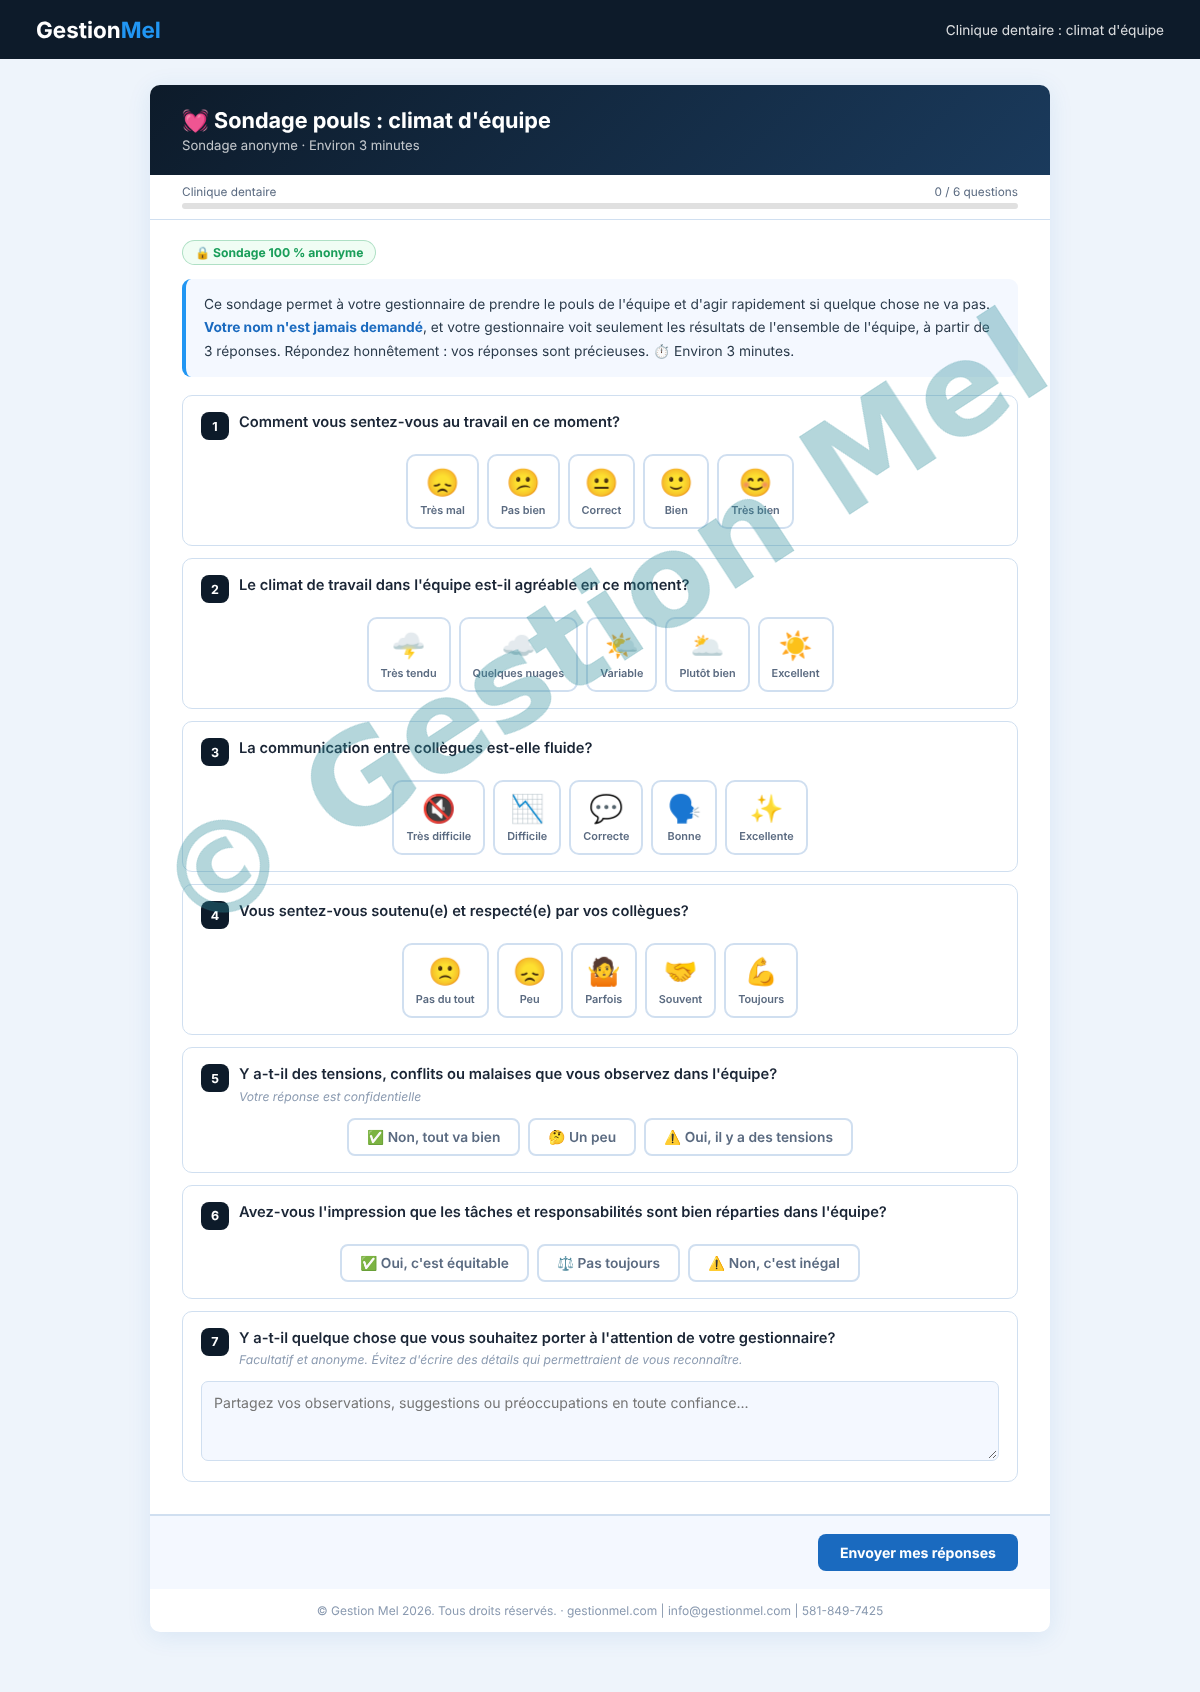 GestionMel
Clinique dentaire : climat d'équipe
💓 Sondage pouls : climat d'équipe
Sondage anonyme · Environ 3 minutes
Clinique dentaire
0 / 6 questions
🔒 Sondage 100 % anonyme
Ce sondage permet à votre gestionnaire de prendre le pouls de l'équipe et d'agir rapidement si quelque chose ne va pas.
Votre nom n'est jamais demandé, et votre gestionnaire voit seulement les résultats de l'ensemble de l'équipe, à partir de
3 réponses. Répondez honnêtement : vos réponses sont précieuses. ⏱️ Environ 3 minutes.
1 Comment vous sentez-vous au travail en ce moment?
Très mal Pas bien Correct Bien Très bien
2 Le climat de travail dans l'équipe est-il agréable en ce moment?
Très tendu Quelques nuages Variable Plutôt bien Excellent
3 La communication entre collègues est-elle fluide?
Très difficile Difficile Correcte Bonne Excellente
4 Vous sentez-vous soutenu(e) et respecté(e) par vos collègues?
Pas du tout Peu Parfois Souvent Toujours
5 Y a-t-il des tensions, conflits ou malaises que vous observez dans l'équipe?
Votre réponse est confidentielle
✅ Non, tout va bien 🤔 Un peu ⚠️ Oui, il y a des tensions
6 Avez-vous l'impression que les tâches et responsabilités sont bien réparties dans l'équipe?
✅ Oui, c'est équitable ⚖️ Pas toujours ⚠️ Non, c'est inégal
7 Y a-t-il quelque chose que vous souhaitez porter à l'attention de votre gestionnaire?
Facultatif et anonyme. Évitez d'écrire des détails qui permettraient de vous reconnaître.
Partagez vos observations, suggestions ou préoccupations en toute confiance...
Envoyer mes réponses
© Gestion Mel 2026. Tous droits réservés. · gestionmel.com | info@gestionmel.com | 581-849-7425
© Gestion Mel